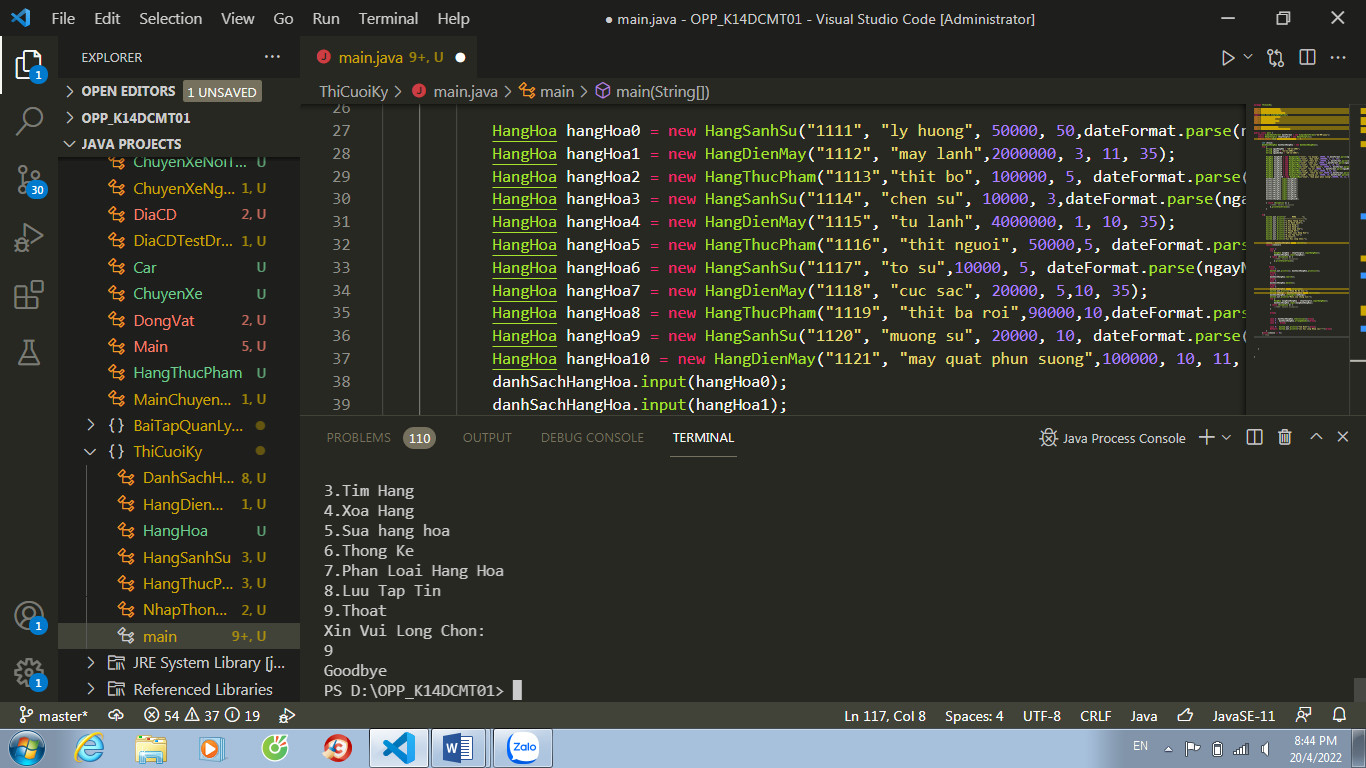 File Edit Selection View Go Run Terminal Help
● main.java - OPP_K14DCMT01 - Visual Studio Code [Administrator]
EXPLORER
OPEN EDITORS 1 UNSAVED
OPP_K14DCMT01
JAVA PROJECTS
ChuyenXeNoiT... U
ChuyenXeNg... 1, U
DiaCD 2, U
DiaCDTestDr... 1, U
Car U
ChuyenXe U
DongVat 2, U
Main 5, U
HangThucPham U
MainChuyen... 1, U
{} BaiTapQuanLy...
{} ThiCuoiKy
DanhSachH... 8, U
HangDien... 1, U
HangHoa U
HangSanhSu 3, U
HangThucP... 3, U
NhapThon... 2, U
main 9+, U
JRE System Library [j...
Referenced Libraries
1
30
1
1
main.java 9+, U
ThiCuoiKy > main.java > main > main(String[])
26
27 HangHoa hangHoa0 = new HangSanhSu("1111", "ly huong", 50000, 50,dateFormat.parse(n
28 HangHoa hangHoa1 = new HangDienMay("1112", "may lanh",2000000, 3, 11, 35);
29 HangHoa hangHoa2 = new HangThucPham("1113","thit bo", 100000, 5, dateFormat.parse(
30 HangHoa hangHoa3 = new HangSanhSu("1114", "chen su", 10000, 3,dateFormat.parse(nga
31 HangHoa hangHoa4 = new HangDienMay("1115", "tu lanh", 4000000, 1, 10, 35);
32 HangHoa hangHoa5 = new HangThucPham("1116", "thit nguoi", 50000,5, dateFormat.pars
33 HangHoa hangHoa6 = new HangSanhSu("1117", "to su",10000, 5, dateFormat.parse(ngayN
34 HangHoa hangHoa7 = new HangDienMay("1118", "cuc sac", 20000, 5,10, 35);
35 HangHoa hangHoa8 = new HangThucPham("1119", "thit ba roi",90000,10,dateFormat.pars
36 HangHoa hangHoa9 = new HangSanhSu("1120", "muong su", 20000, 10, dateFormat.parse(
37 HangHoa hangHoa10 = new HangDienMay("1121", "may quat phun suong",100000, 10, 11,
38 danhSachHangHoa.input(hangHoa0);
39 danhSachHangHoa.input(hangHoa1);
PROBLEMS 110 OUTPUT DEBUG CONSOLE TERMINAL Java Process Console
3.Tim Hang
4.Xoa Hang
5.Sua hang hoa
6.Thong Ke
7.Phan Loai Hang Hoa
8.Luu Tap Tin
9.Thoat
Xin Vui Long Chon:
9
Goodbye
PS D:\OPP_K14DCMT01>
master* 54 37 19 Ln 117, Col 8 Spaces: 4 UTF-8 CRLF Java JavaSE-11
Zalo
EN
8:44 PM
20/4/2022